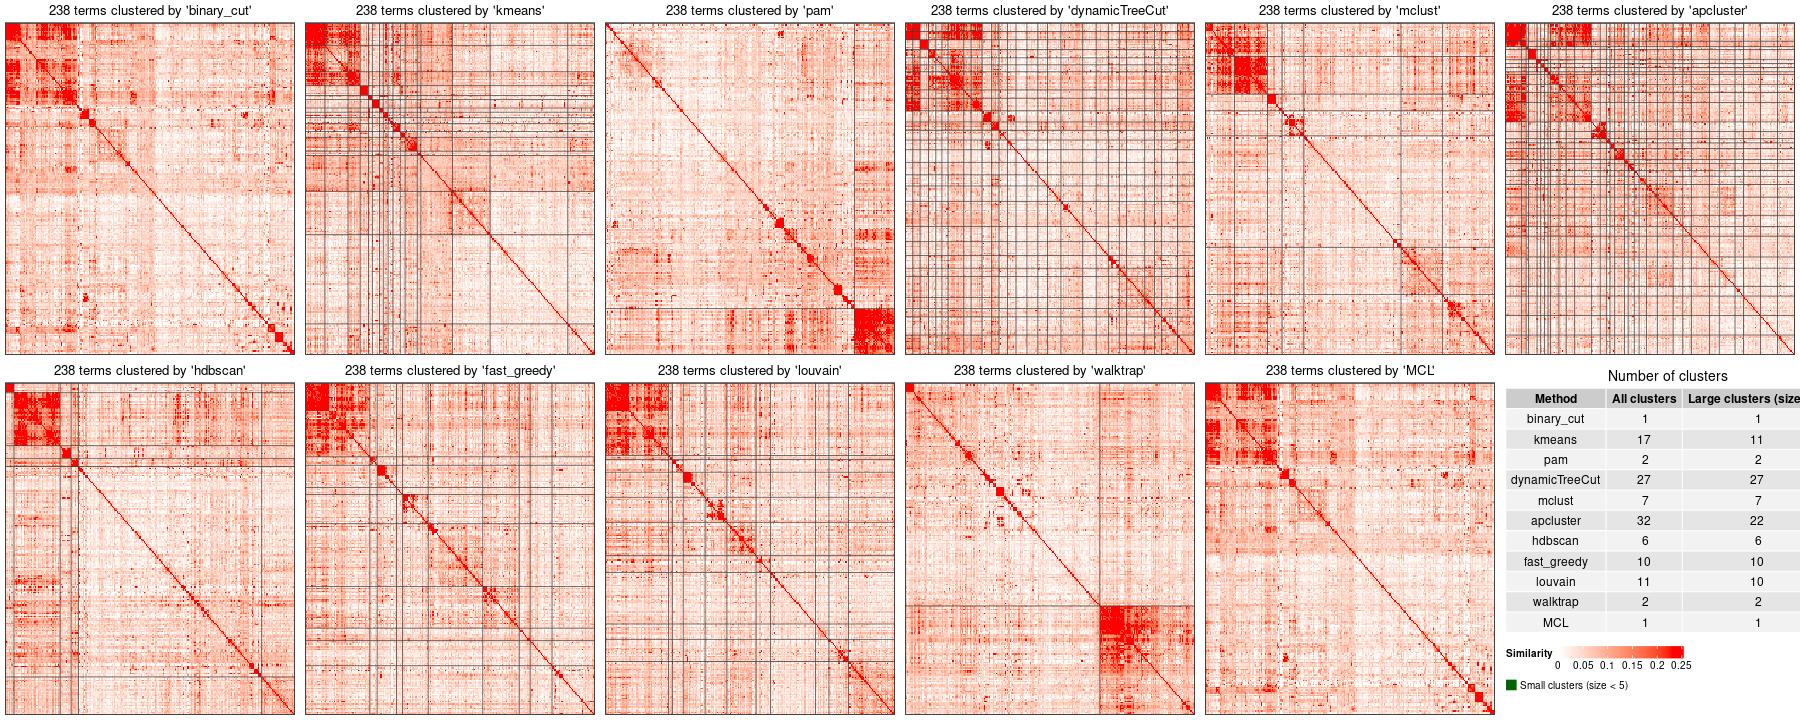 238 terms clustered by 'binary_cut'
238 terms clustered by 'kmeans'
238 terms clustered by 'pam'
238 terms clustered by 'dynamicTreeCut'
238 terms clustered by 'mclust'
238 terms clustered by 'apcluster'
238 terms clustered by 'hdbscan'
238 terms clustered by 'fast_greedy'
238 terms clustered by 'louvain'
238 terms clustered by 'walktrap'
238 terms clustered by 'MCL'
Number of clusters
Method All clusters Large clusters (size
binary_cut 1 1
kmeans 17 11
pam 2 2
dynamicTreeCut 27 27
mclust 7 7
apcluster 32 22
hdbscan 6 6
fast_greedy 10 10
louvain 11 10
walktrap 2 2
MCL 1 1
Similarity
0 0.05 0.1 0.15 0.2 0.25
Small clusters (size < 5)